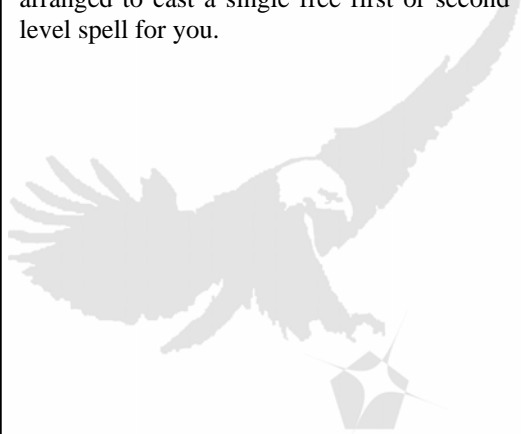 arranged to cast a single free first or second
level spell for you.